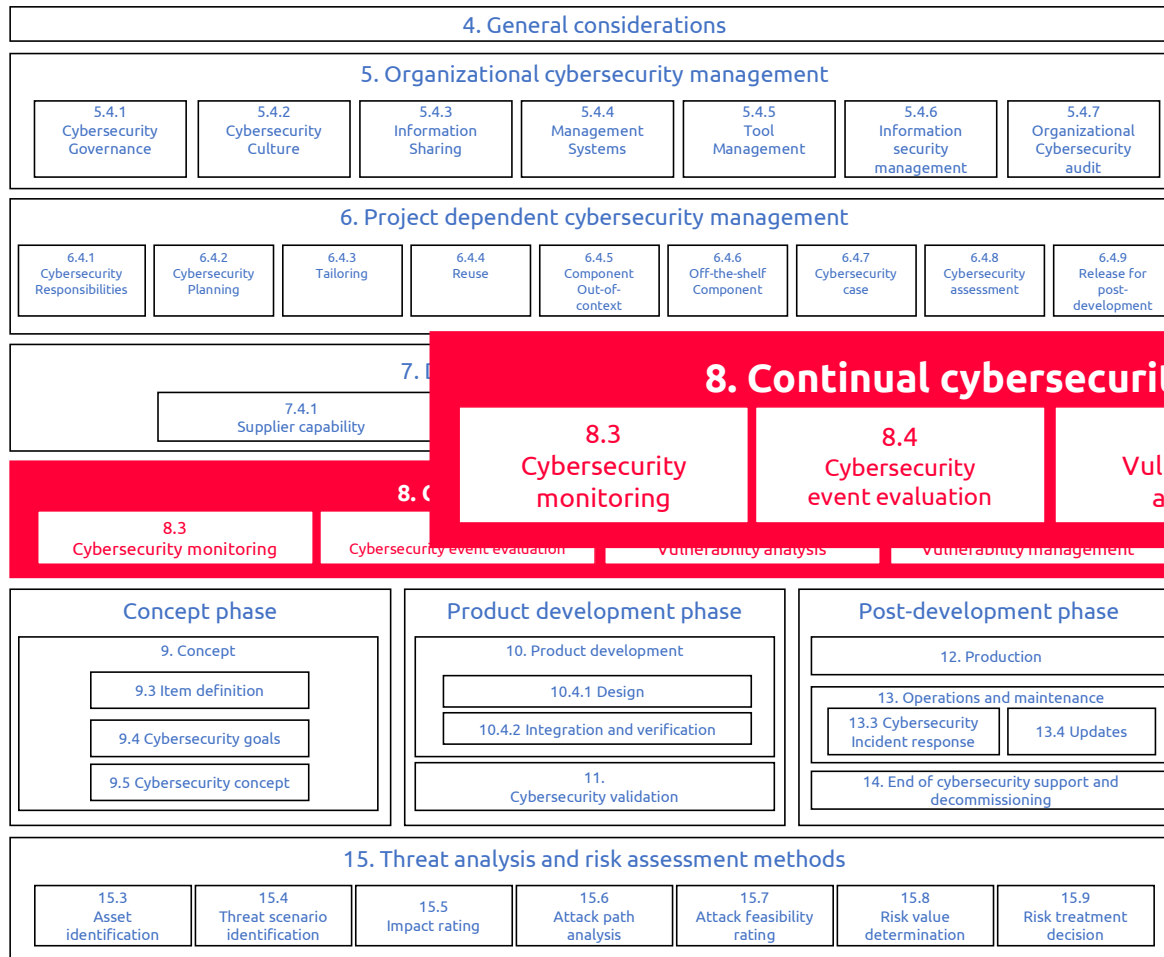 4. General considerations
5. Organizational cybersecurity management
5.4.1
Cybersecurity
Governance
5.4.2
Cybersecurity
Culture
5.4.3
Information
Sharing
5.4.4
Management
Systems
5.4.5
Tool
Management
5.4.6
Information
security
management
5.4.7
Organizational
Cybersecurity
audit
6. Project dependent cybersecurity management
6.4.1
Cybersecurity
Responsibilities
6.4.2
Cybersecurity
Planning
6.4.3
Tailoring
6.4.4
Reuse
6.4.5
Component
Out-of-
context
6.4.6
Off-the-shelf
Component
6.4.7
Cybersecurity
case
6.4.8
Cybersecurity
assessment
6.4.9
Release for
post-
development
7.
7.4.1
Supplier capability
8. Continual cybersecurit
8.3
Cybersecurity
monitoring
8.4
Cybersecurity
event evaluation
Vul
a
8.
8.3
Cybersecurity monitoring
Cybersecurity event evaluation
Vulnerability analysis
Vulnerability management
Concept phase
9. Concept
9.3 Item definition
9.4 Cybersecurity goals
9.5 Cybersecurity concept
Product development phase
10. Product development
10.4.1 Design
10.4.2 Integration and verification
11.
Cybersecurity validation
Post-development phase
12. Production
13. Operations and maintenance
13.3 Cybersecurity
Incident response
13.4 Updates
14. End of cybersecurity support and
decommissioning
15. Threat analysis and risk assessment methods
15.3
Asset
identification
15.4
Threat scenario
identification
15.5
Impact rating
15.6
Attack path
analysis
15.7
Attack feasibility
rating
15.8
Risk value
determination
15.9
Risk treatment
decision